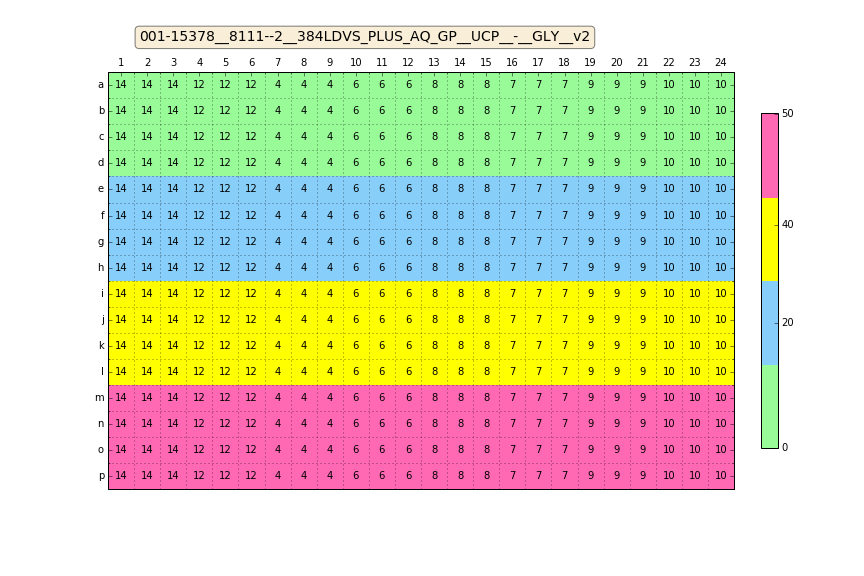 001-15378__8111--2__384LDVS_PLUS_AQ_GP__UCP__-__GLY__v2
1 2 3 4 5 6 7 8 9 10 11 12 13 14 15 16 17 18 19 20 21 22 23 24
a 14 14 14 12 12 12 4 4 4 6 6 6 8 8 8 7 7 7 9 9 9 10 10 10
b 14 14 14 12 12 12 4 4 4 6 6 6 8 8 8 7 7 7 9 9 9 10 10 10
c 14 14 14 12 12 12 4 4 4 6 6 6 8 8 8 7 7 7 9 9 9 10 10 10
d 14 14 14 12 12 12 4 4 4 6 6 6 8 8 8 7 7 7 9 9 9 10 10 10
e 14 14 14 12 12 12 4 4 4 6 6 6 8 8 8 7 7 7 9 9 9 10 10 10
f 14 14 14 12 12 12 4 4 4 6 6 6 8 8 8 7 7 7 9 9 9 10 10 10
g 14 14 14 12 12 12 4 4 4 6 6 6 8 8 8 7 7 7 9 9 9 10 10 10
h 14 14 14 12 12 12 4 4 4 6 6 6 8 8 8 7 7 7 9 9 9 10 10 10
i 14 14 14 12 12 12 4 4 4 6 6 6 8 8 8 7 7 7 9 9 9 10 10 10
j 14 14 14 12 12 12 4 4 4 6 6 6 8 8 8 7 7 7 9 9 9 10 10 10
k 14 14 14 12 12 12 4 4 4 6 6 6 8 8 8 7 7 7 9 9 9 10 10 10
l 14 14 14 12 12 12 4 4 4 6 6 6 8 8 8 7 7 7 9 9 9 10 10 10
m 14 14 14 12 12 12 4 4 4 6 6 6 8 8 8 7 7 7 9 9 9 10 10 10
n 14 14 14 12 12 12 4 4 4 6 6 6 8 8 8 7 7 7 9 9 9 10 10 10
o 14 14 14 12 12 12 4 4 4 6 6 6 8 8 8 7 7 7 9 9 9 10 10 10
p 14 14 14 12 12 12 4 4 4 6 6 6 8 8 8 7 7 7 9 9 9 10 10 10
50
40
20
0